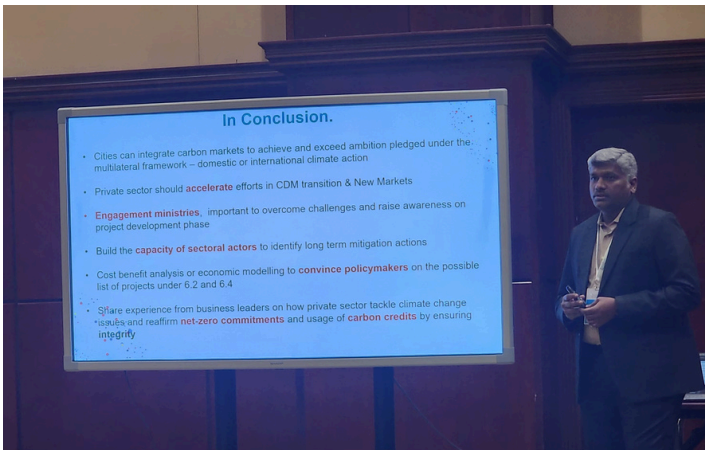 In Conclusion.
• Cities can integrate carbon markets to achieve and exceed ambition pledged under the
multilateral framework – domestic or international climate action
• Private sector should accelerate efforts in CDM transition & New Markets
• Engagement ministries, important to overcome challenges and raise awareness on
project development phase
• Build the capacity of sectoral actors to identify long term mitigation actions
• Cost benefit analysis or economic modelling to convince policymakers on the possible
list of projects under 6.2 and 6.4
• Share experience from business leaders on how private sector tackle climate change
issues and reaffirm net-zero commitments and usage of carbon credits by ensuring
integrity